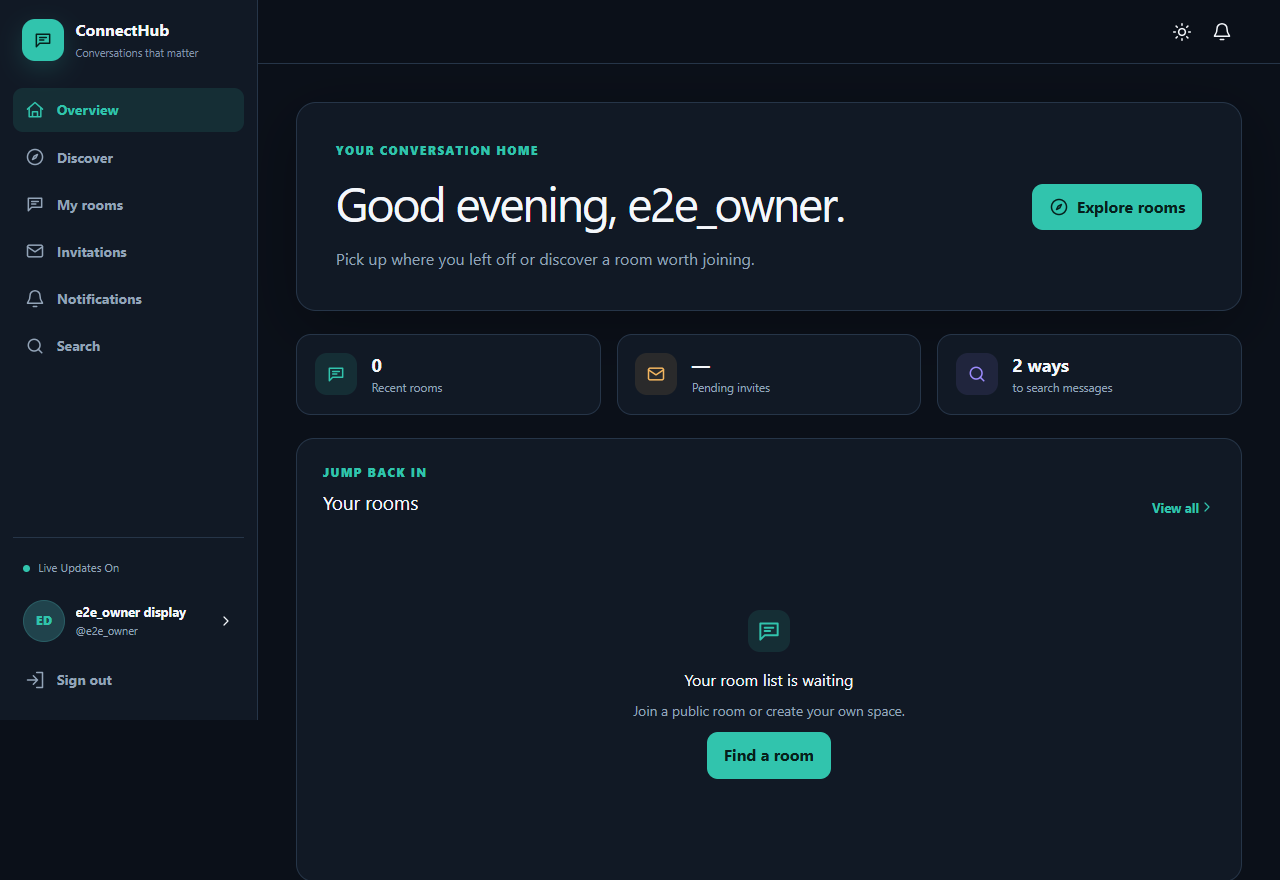 ConnectHub
Conversations that matter
Overview
Discover
My rooms
Invitations
Notifications
Search
Live Updates On
ED
e2e_owner display
@e2e_owner
Sign out
YOUR CONVERSATION HOME
Good evening, e2e_owner.
Pick up where you left off or discover a room worth joining.
Explore rooms
0
Recent rooms
—
Pending invites
2 ways
to search messages
JUMP BACK IN
Your rooms
View all
Your room list is waiting
Join a public room or create your own space.
Find a room